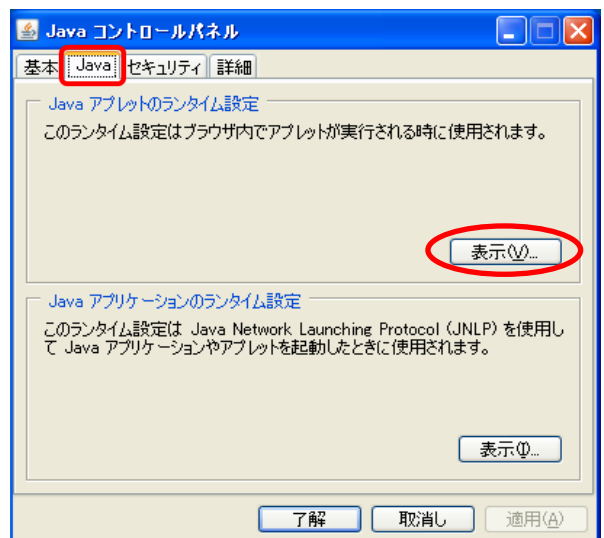 Java コントロールパネル
基本 Java セキュリティ 詳細
Java アプレットのランタイム設定
このランタイム設定はブラウザ内でアプレットが実行される時に使用されます。
表示(V)...
Java アプリケーションのランタイム設定
このランタイム設定は Java Network Launching Protocol (JNLP) を使用し
て Java アプリケーションやアプレットを起動したときに使用されます。
表示(I)...
了解 取消し 適用(A)